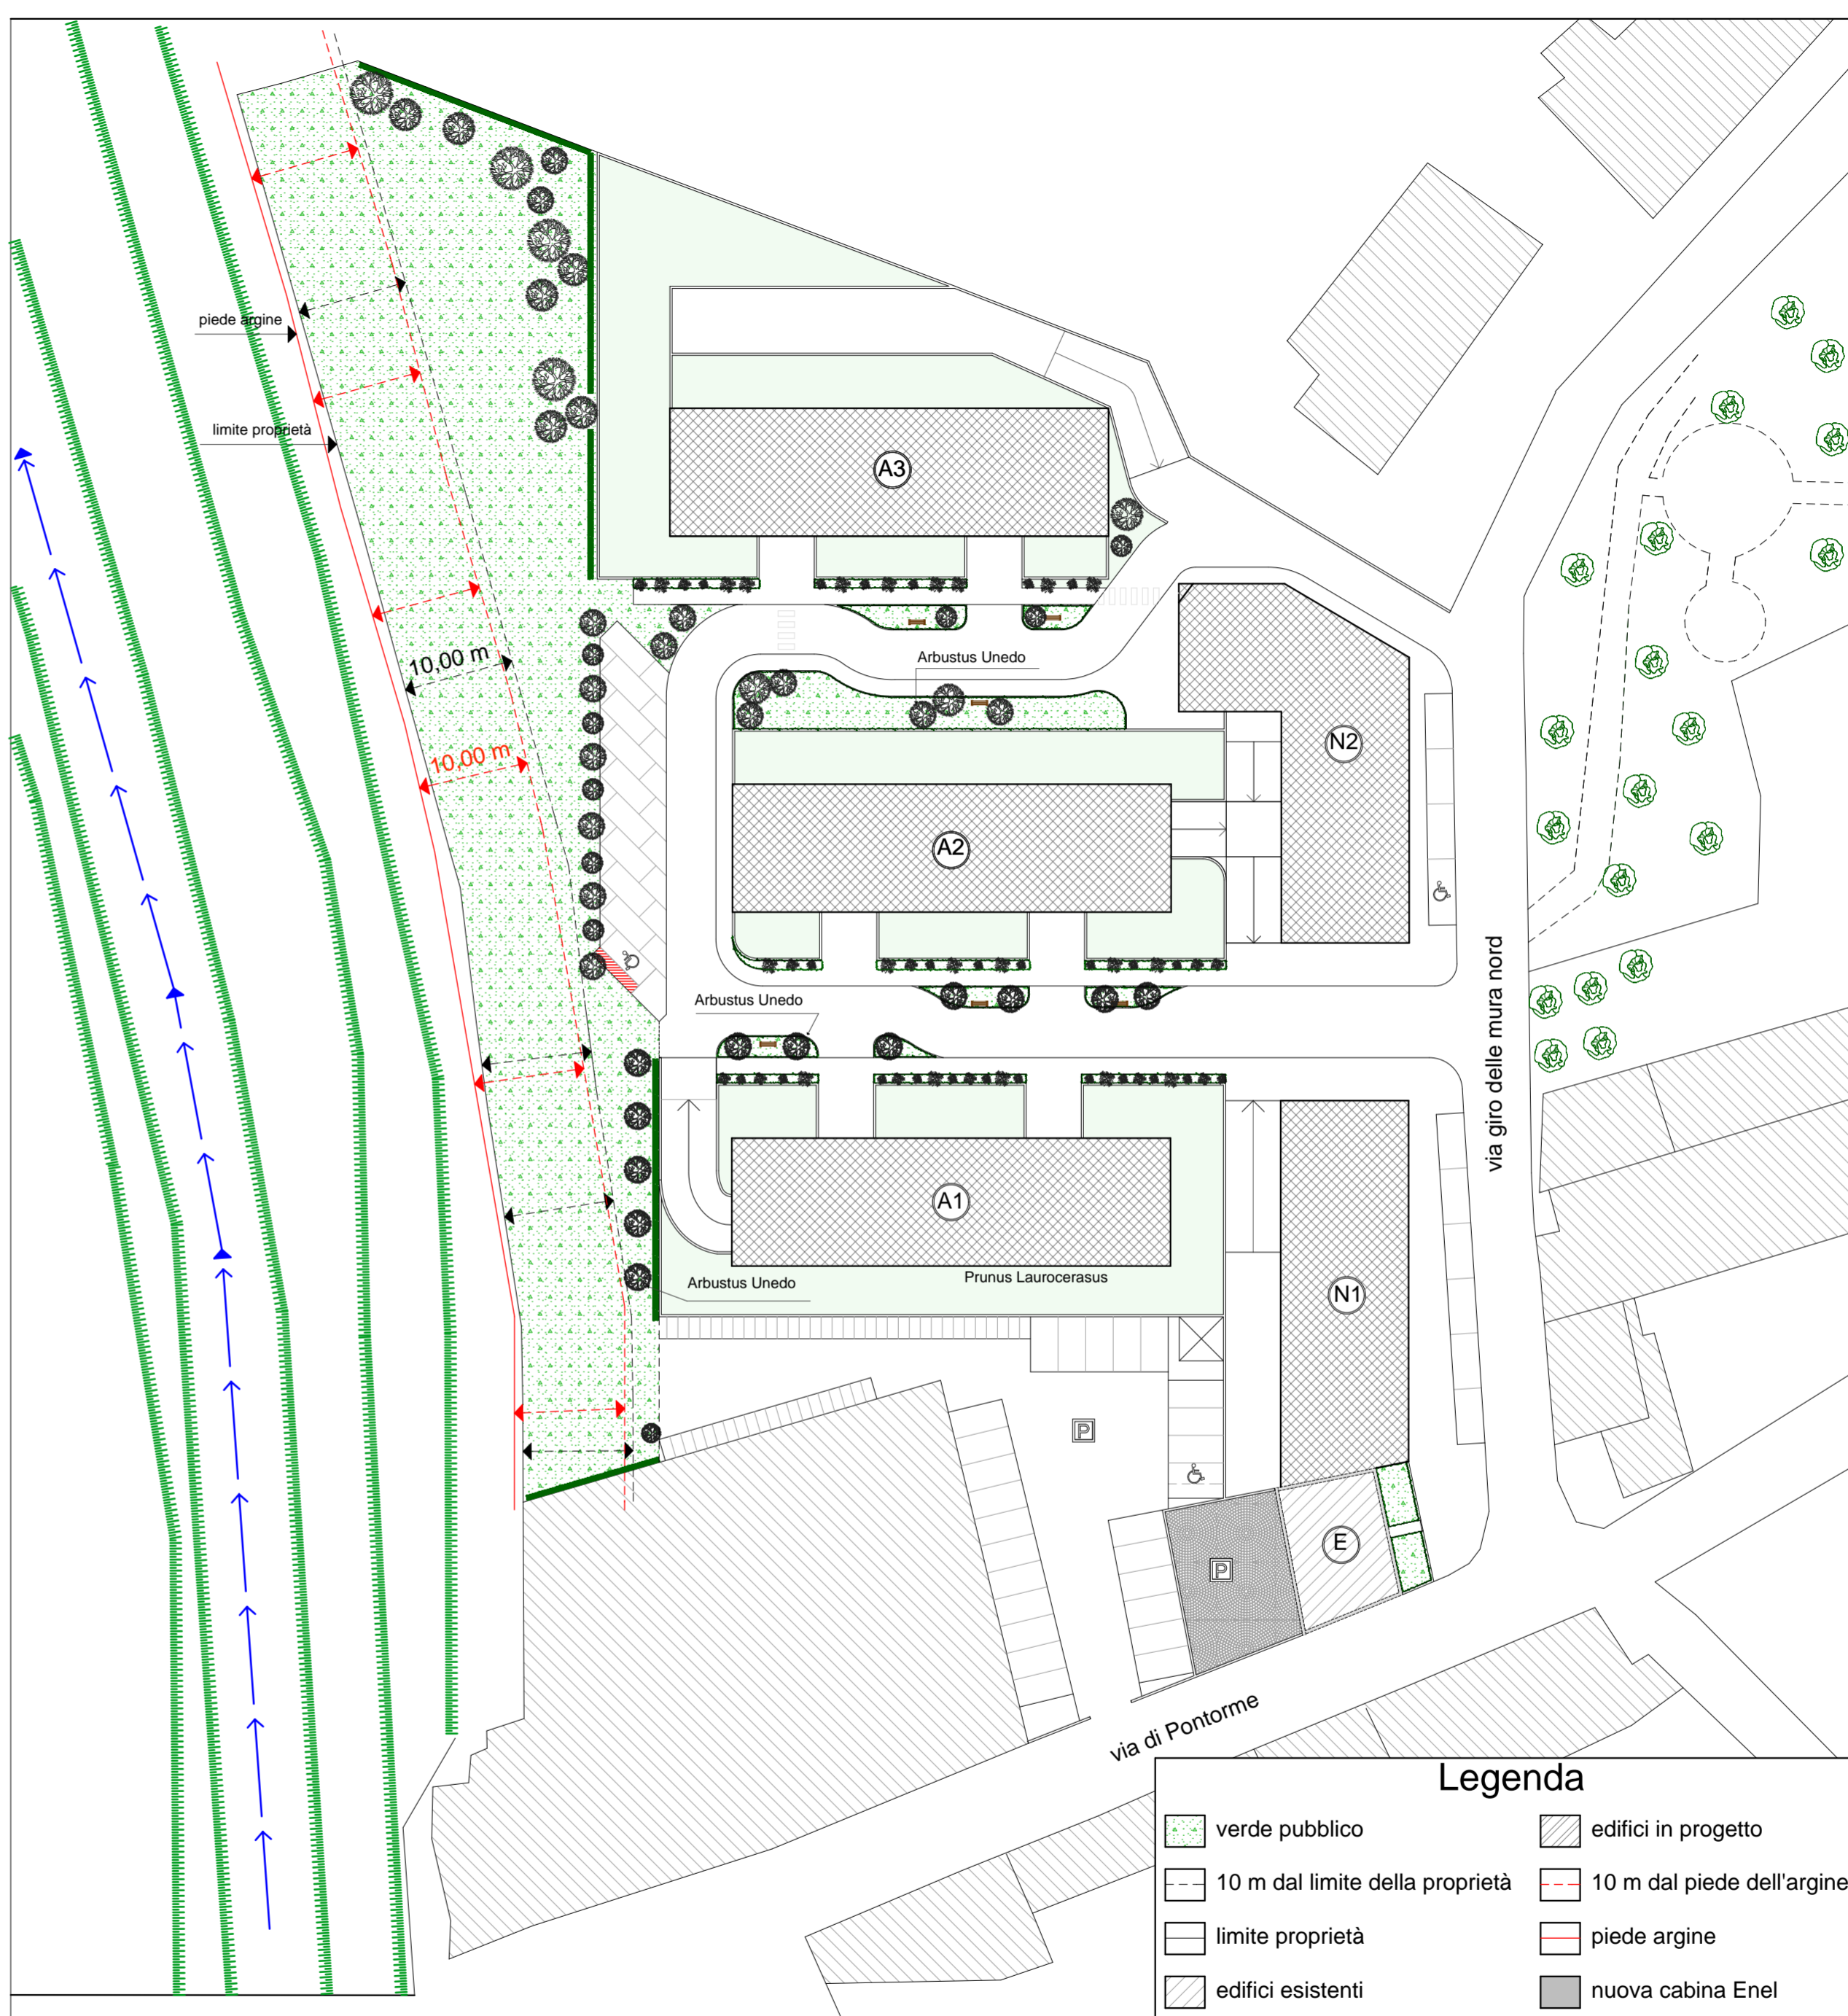 piede argine
limite proprietà
A3
10,00 m
Arbustus Unedo
N2
10,00 m
A2
via giro delle mura nord
Arbustus Unedo
A1
Arbustus Unedo
Prunus Laurocerasus
N1
P
E
P
via di Pontorme
Legenda
verde pubblico
edifici in progetto
10 m dal limite della proprietà
10 m dal piede dell'argine
limite proprietà
piede argine
edifici esistenti
nuova cabina Enel